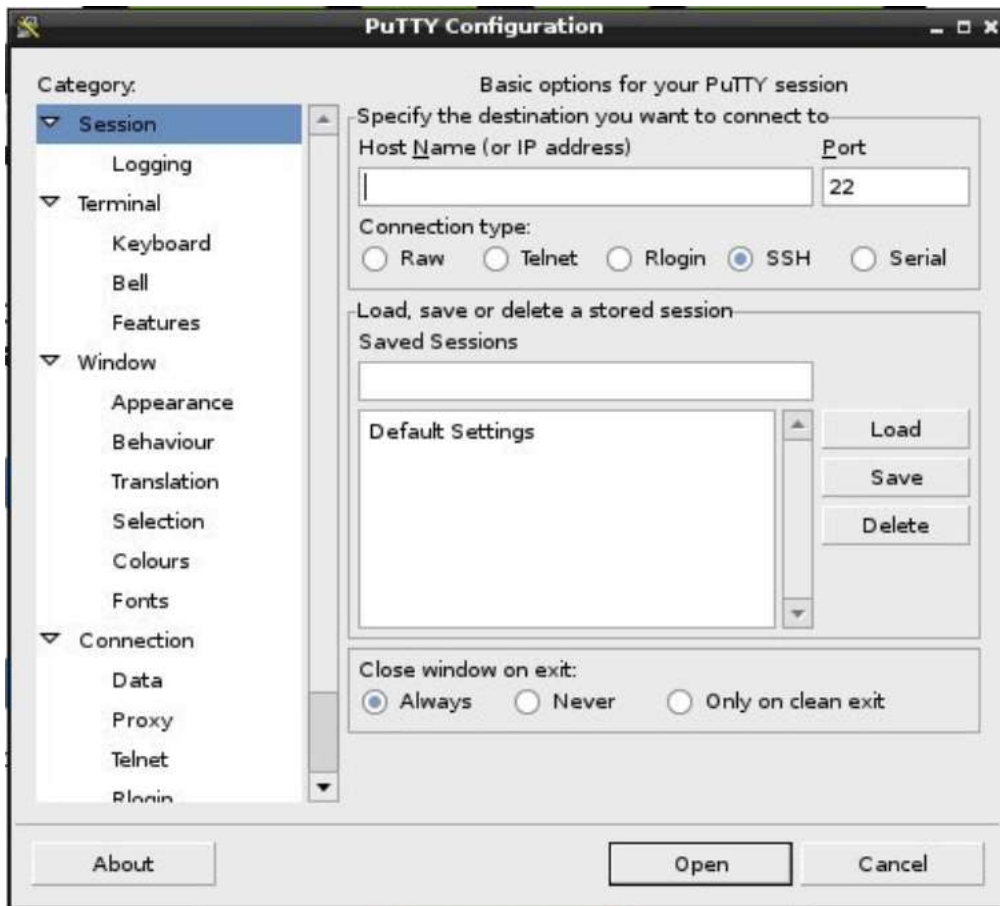 PuTTY Configuration
Category:
Session
Logging
Terminal
Keyboard
Bell
Features
Window
Appearance
Behaviour
Translation
Selection
Colours
Fonts
Connection
Data
Proxy
Telnet
Rlogin
Basic options for your PuTTY session
Specify the destination you want to connect to
Host Name (or IP address) Port
22
Connection type:
Raw Telnet Rlogin SSH Serial
Load, save or delete a stored session
Saved Sessions
Default Settings
Load
Save
Delete
Close window on exit:
Always Never Only on clean exit
About Open Cancel